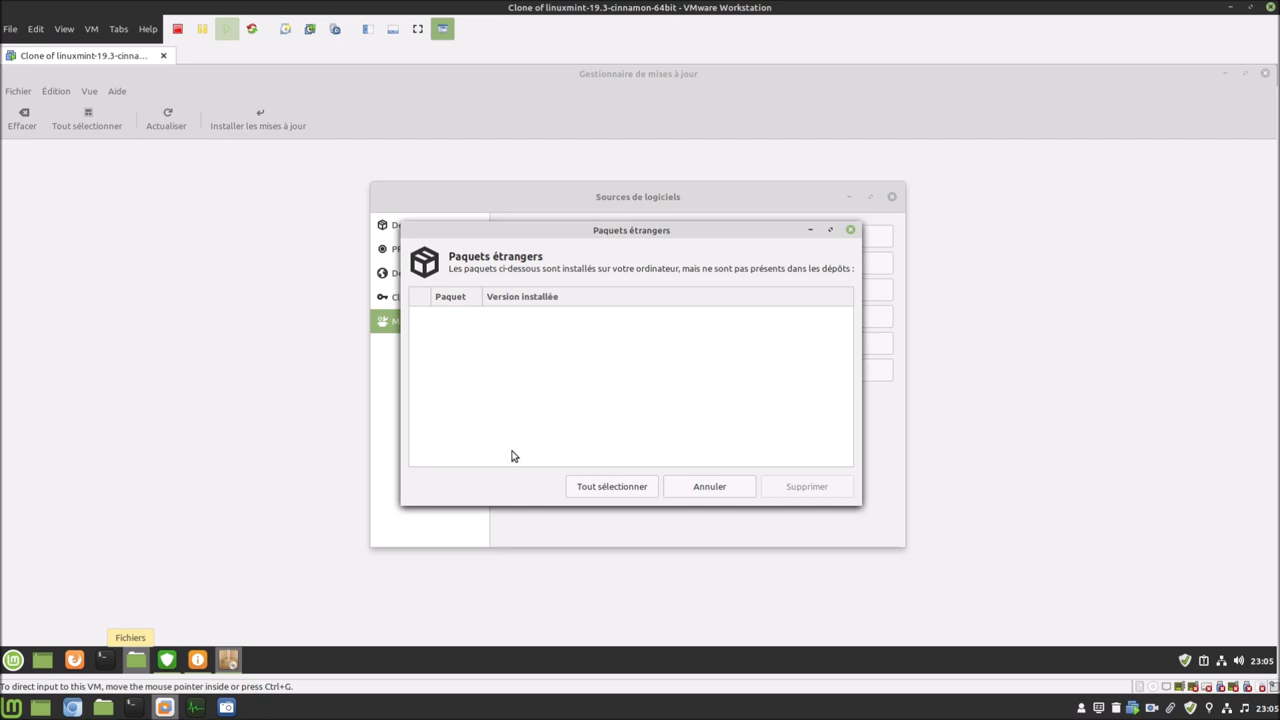 Clone of linuxmint-19.3-cinnamon-64bit - VMware Workstation
File Edit View VM Tabs Help
Clone of linuxmint-19.3-cinna...
Gestionnaire de mises à jour
Fichier Édition Vue Aide
Effacer Tout sélectionner Actualiser Installer les mises à jour
Sources de logiciels
Paquets étrangers
Paquets étrangers
Les paquets ci-dessous sont installés sur votre ordinateur, mais ne sont pas présents dans les dépôts :
Paquet Version installée
Tout sélectionner Annuler Supprimer
Fichiers
23:05
To direct input to this VM, move the mouse pointer inside or press Ctrl+G.
23:05